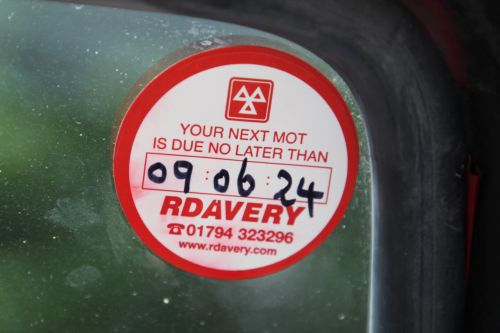 YOUR NEXT MOT
IS DUE NO LATER THAN
09:06:24
RDAVERY
☎01794 323296
www.rdavery.com